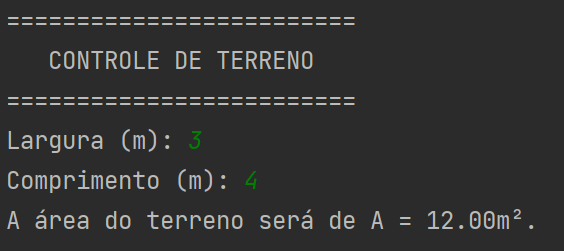 =========================
CONTROLE DE TERRENO
=========================
Largura (m): 3
Comprimento (m): 4
A área do terreno será de A = 12.00m².